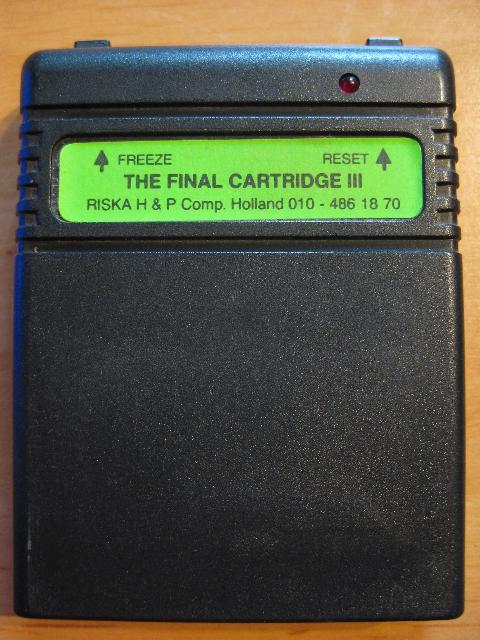 FREEZE RESET
THE FINAL CARTRIDGE III
RISKA H & P Comp. Holland 010 - 486 18 70